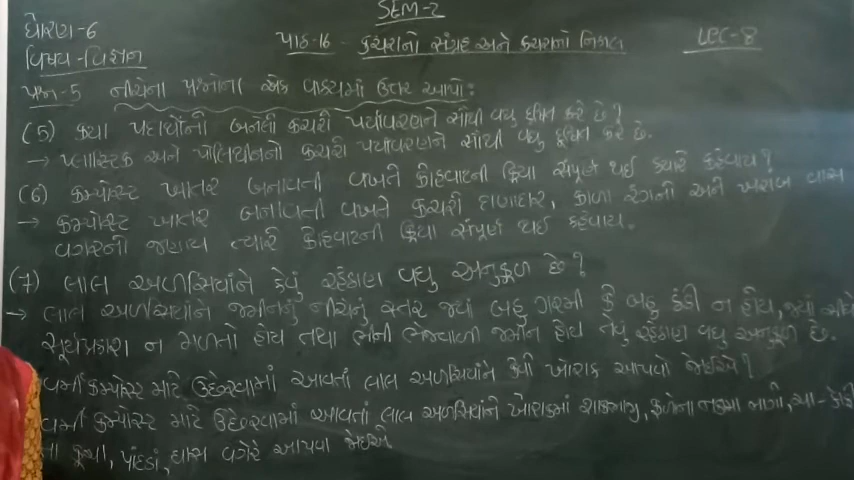 SEM-2
ધોરણ-6
પાઠ-16 - કચરાનો સંગ્રહ અને કચરાનો નિકાલ
LEC-8
વિષય-વિજ્ઞાન
પ્રશ્ન-5 નીચેના પ્રશ્નોના એક વાક્યમાં ઉત્તર આપો:
(5) કયા પદાર્થોનો બનેલો કચરો પર્યાવરણને સૌથી વધુ દૂષિત કરે છે?
→ પ્લાસ્ટિક અને પોલિથીનનો કચરો પર્યાવરણને સૌથી વધુ દૂષિત કરે છે.
(6) કમ્પોસ્ટ ખાતર બનાવતી વખતે કોહવાટની ક્રિયા સંપૂર્ણ થઈ ક્યારે કહેવાય?
→ કમ્પોસ્ટ ખાતર બનાવતી વખતે કચરો દાણાદાર, કાળા રંગનો અને ખરાબ વાસ
વગરનો જણાય ત્યારે કોહવાટની ક્રિયા સંપૂર્ણ થઈ કહેવાય.
(7) લાલ અળસિયાંને કેવું રહેઠાણ વધુ અનુકૂળ છે?
→ લાલ અળસિયાંને જમીનનું નીચેનું સ્તર જ્યાં બહુ ગરમી કે બહુ ઠંડી ન હોય, જ્યાં સીધો
સૂર્યપ્રકાશ ન મળતો હોય તથા ભેજવાળી જમીન હોય તેવું રહેઠાણ વધુ અનુકૂળ છે.
વર્મી કમ્પોસ્ટ માટે ઉછેરવામાં આવતાં લાલ અળસિયાંને કેવો ખોરાક આપવો જોઈએ?
વર્મી કમ્પોસ્ટ માટે ઉછેરવામાં આવતાં લાલ અળસિયાંને ખોરાકમાં શાકભાજી, ફળોના નકામા ભાગો, ચા-કોફી
ના કૂચા, પાંદડાં, ઘાસ વગેરે આપવા જોઈએ